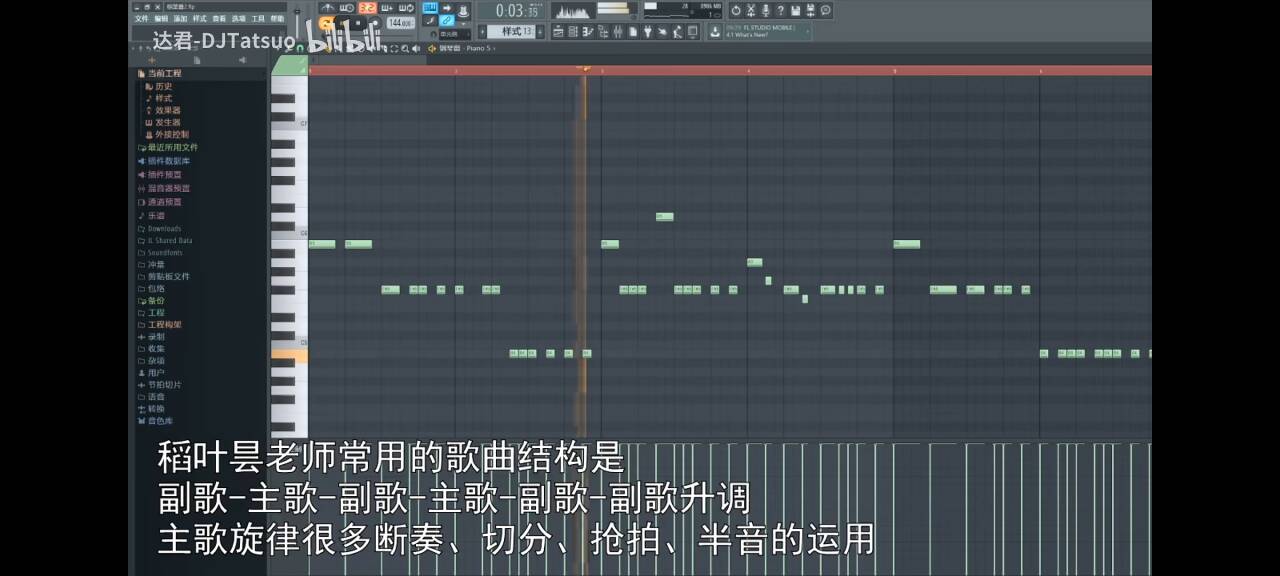 文件 编辑 添加 样式 查看 选项 工具 帮助
达君-DJTatsuo bilibili
0:03
144.000
样式 13
FL STUDIO MOBILE |
4.1 What's New?
钢琴窗 - Piano 5
当前工程
历史
样式
效果器
发生器
外接控制
最近所用文件
插件数据库
插件预置
混音器预置
通道预置
乐谱
Downloads
IL Shared Data
Soundfonts
冲量
剪贴板文件
包络
备份
工程
工程构架
录制
收集
杂项
用户
节拍切片
语音
转换
音色库
C7
C6
C5
稻叶昙老师常用的歌曲结构是
副歌-主歌-副歌-主歌-副歌-副歌升调
主歌旋律很多断奏、切分、抢拍、半音的运用